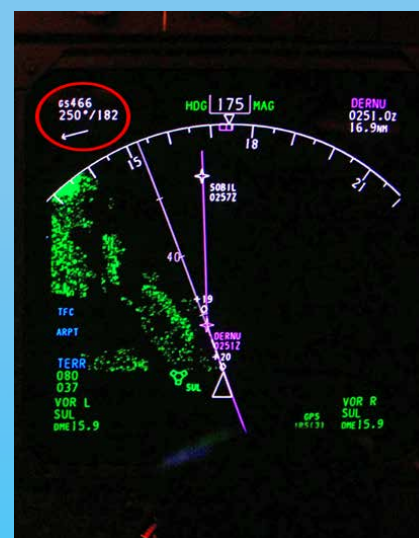 GS466
250°/182
HDG 175 MAG
DERNU
0251.0Z
16.9NM
15
18
21
SOBIL
0257Z
40
+19
DERNU
0251Z
+20
TFC
ARPT
TERR
080
037
SUL
VOR L
SUL
DME15.9
GPS
VOR R
SUL
DME15.9